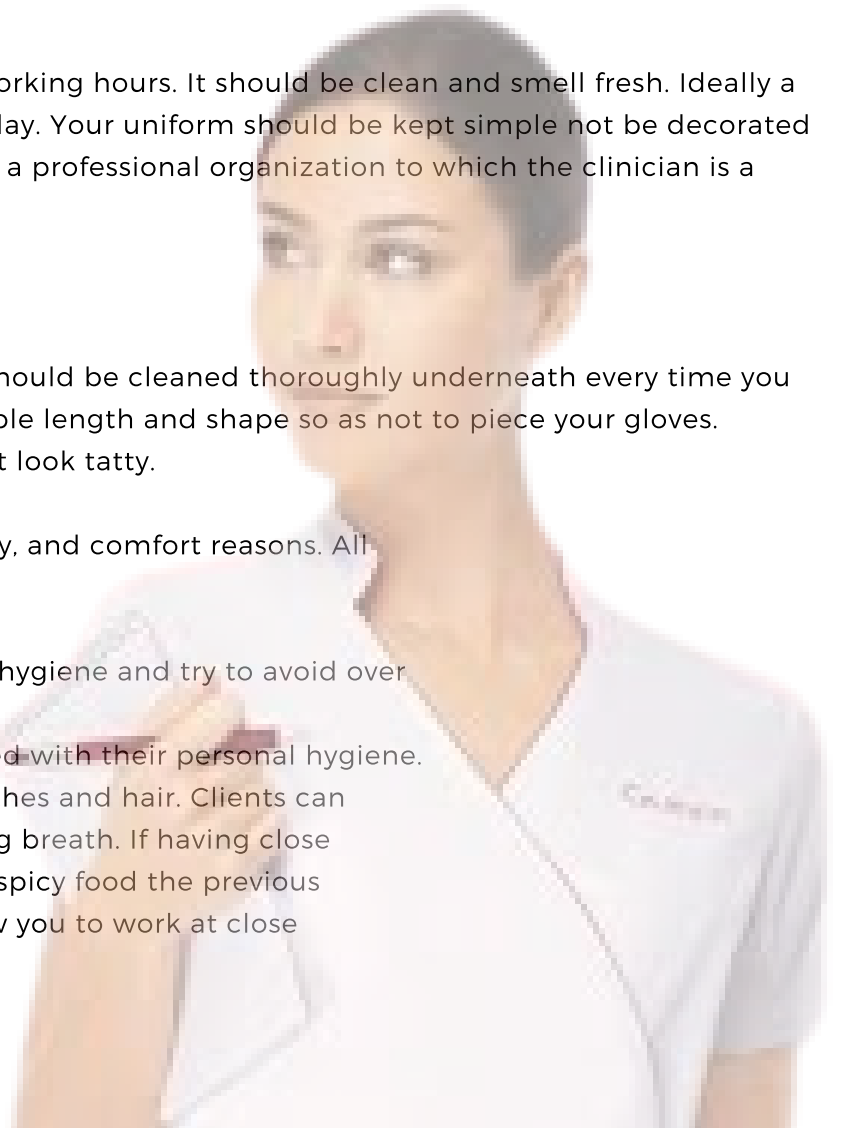 orking hours. It should be clean and smell fresh. Ideally a
lay. Your uniform should be kept simple not be decorated
a professional organization to which the clinician is a
hould be cleaned thoroughly underneath every time you
ble length and shape so as not to piece your gloves.
t look tatty.
y, and comfort reasons. All
hygiene and try to avoid over
ed with their personal hygiene.
hes and hair. Clients can
g breath. If having close
spicy food the previous
w you to work at close